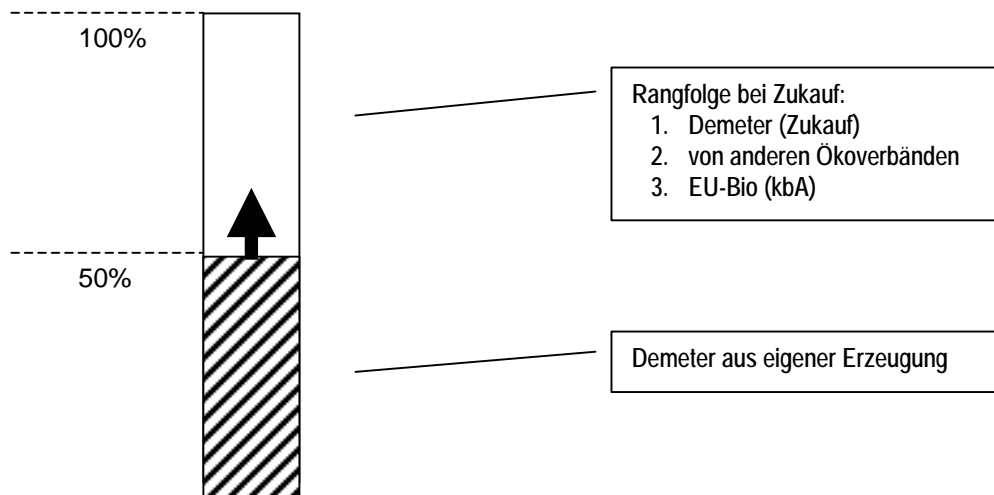 100%
Rangfolge bei Zukauf:
1. Demeter (Zukauf)
2. von anderen Ökoverbänden
3. EU-Bio (kbA)
50%
Demeter aus eigener Erzeugung